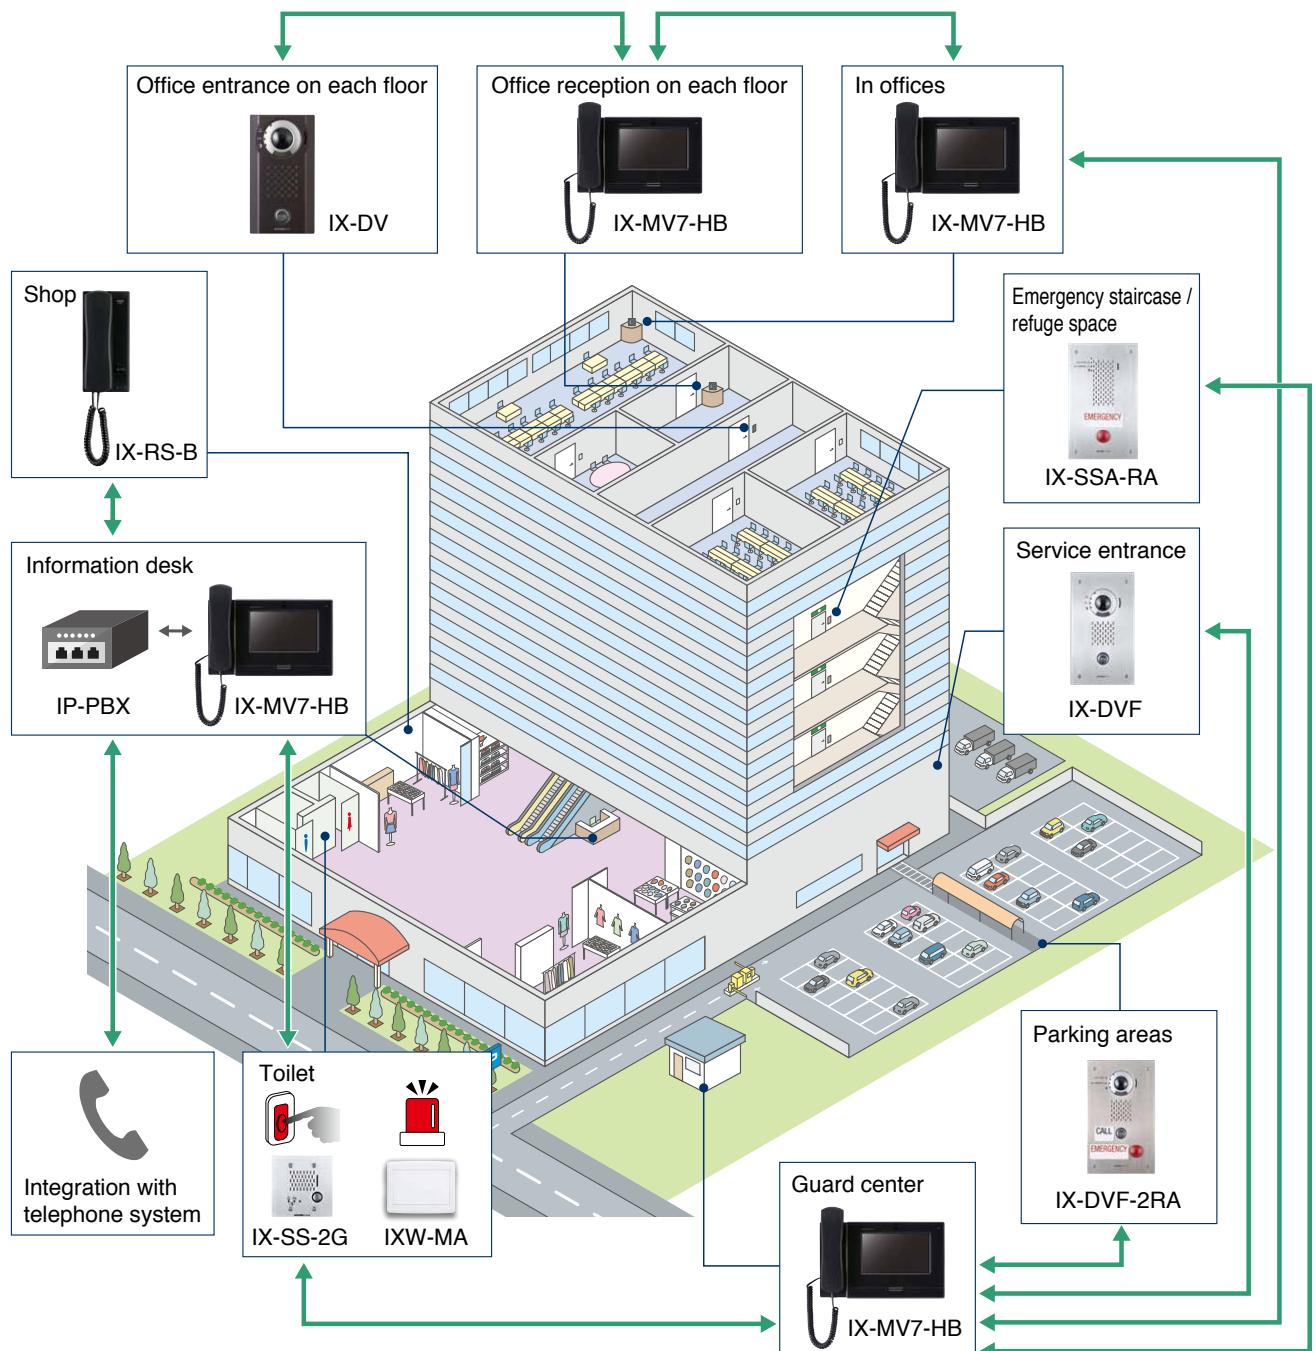 Office entrance on each floor
IX-DV
Office reception on each floor
IX-MV7-HB
In offices
IX-MV7-HB
Shop
IX-RS-B
Emergency staircase /
refuge space
EMERGENCY
IX-SSA-RA
Information desk
IP-PBX
IX-MV7-HB
Service entrance
IX-DVF
Integration with
telephone system
Toilet
IX-SS-2G
IXW-MA
Guard center
IX-MV7-HB
Parking areas
CALL
EMERGENCY
IX-DVF-2RA